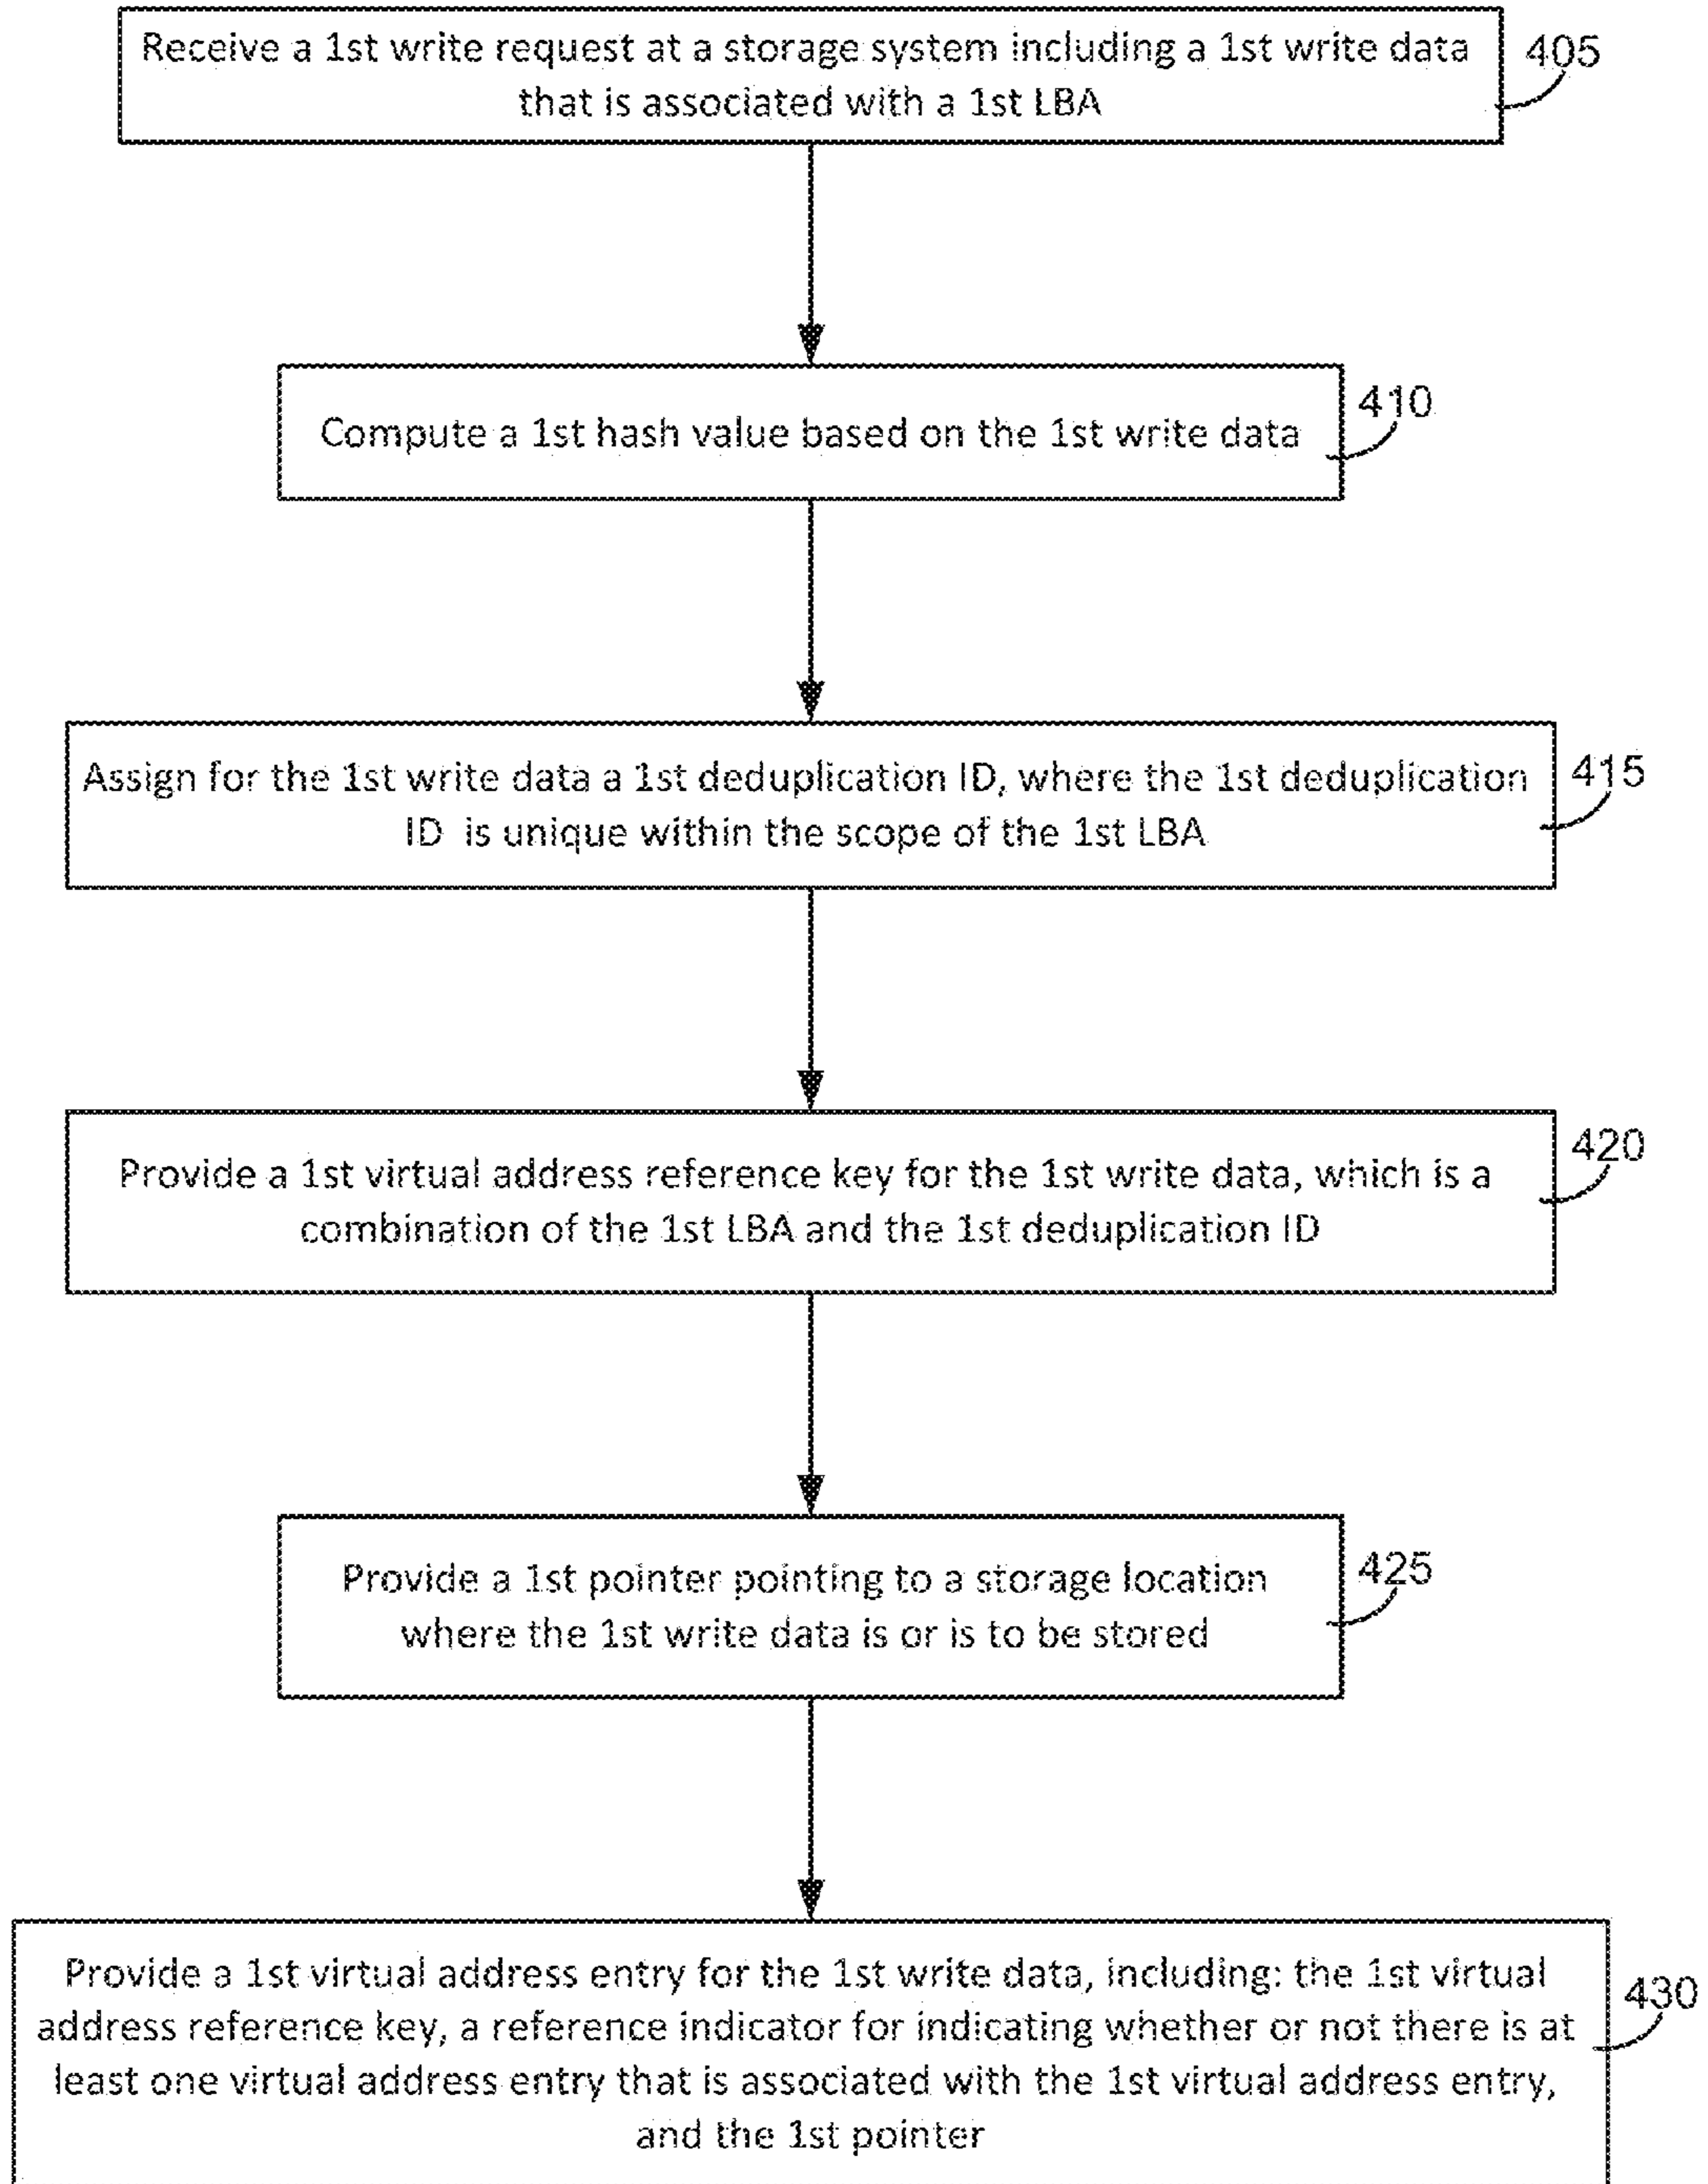 Receive a 1st write request at a storage system including a 1st write data
that is associated with a 1st LBA
405
Compute a 1st hash value based on the 1st write data
410
Assign for the 1st write data a 1st deduplication ID, where the 1st deduplication
ID is unique within the scope of the 1st LBA
415
Provide a 1st virtual address reference key for the 1st write data, which is a
combination of the 1st LBA and the 1st deduplication ID
420
Provide a 1st pointer pointing to a storage location
where the 1st write data is or is to be stored
425
Provide a 1st virtual address entry for the 1st write data, including: the 1st virtual
address reference key, a reference indicator for indicating whether or not there is at
least one virtual address entry that is associated with the 1st virtual address entry,
and the 1st pointer
430